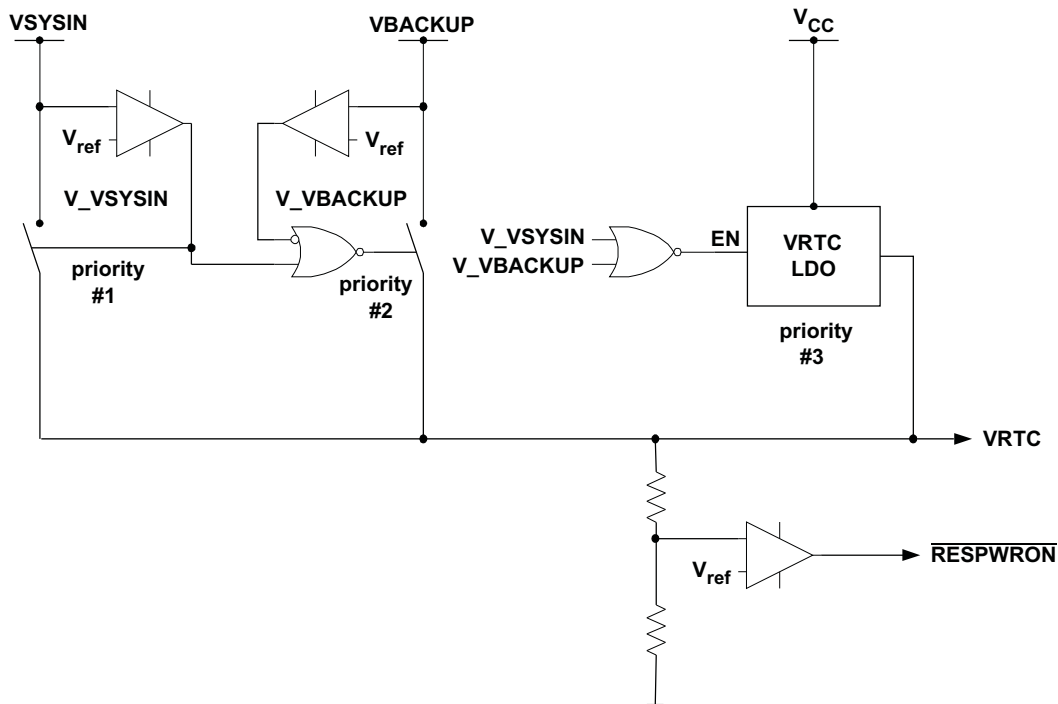 VSYSIN
VBACKUP
VCC
Vref
Vref
V_VSYSIN
V_VBACKUP
priority
#1
priority
#2
V_VSYSIN
V_VBACKUP
EN
VRTC
LDO
priority
#3
VRTC
Vref
RESPWRON